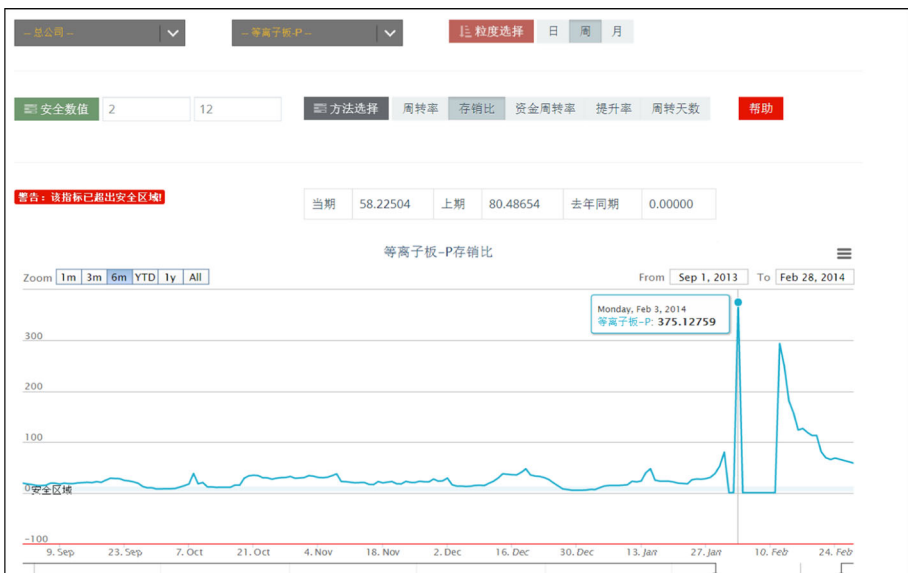 -- 总公司 --
-- 等离子板-P --
粒度选择 日 周 月
安全数值 2 12
方法选择 周转率 存销比 资金周转率 提升率 周转天数 帮助
警告：该指标已超出安全区域!
当期 58.22504 上期 80.48654 去年同期 0.00000
等离子板-P存销比
Zoom 1m 3m 6m YTD 1y All
From Sep 1, 2013 To Feb 28, 2014
Monday, Feb 3, 2014
等离子板-P: 375.12759
300
200
100
0
安全区域
-100
9. Sep 23. Sep 7. Oct 21. Oct 4. Nov 18. Nov 2. Dec 16. Dec 30. Dec 13. Jan 27. Jan 10. Feb 24. Feb